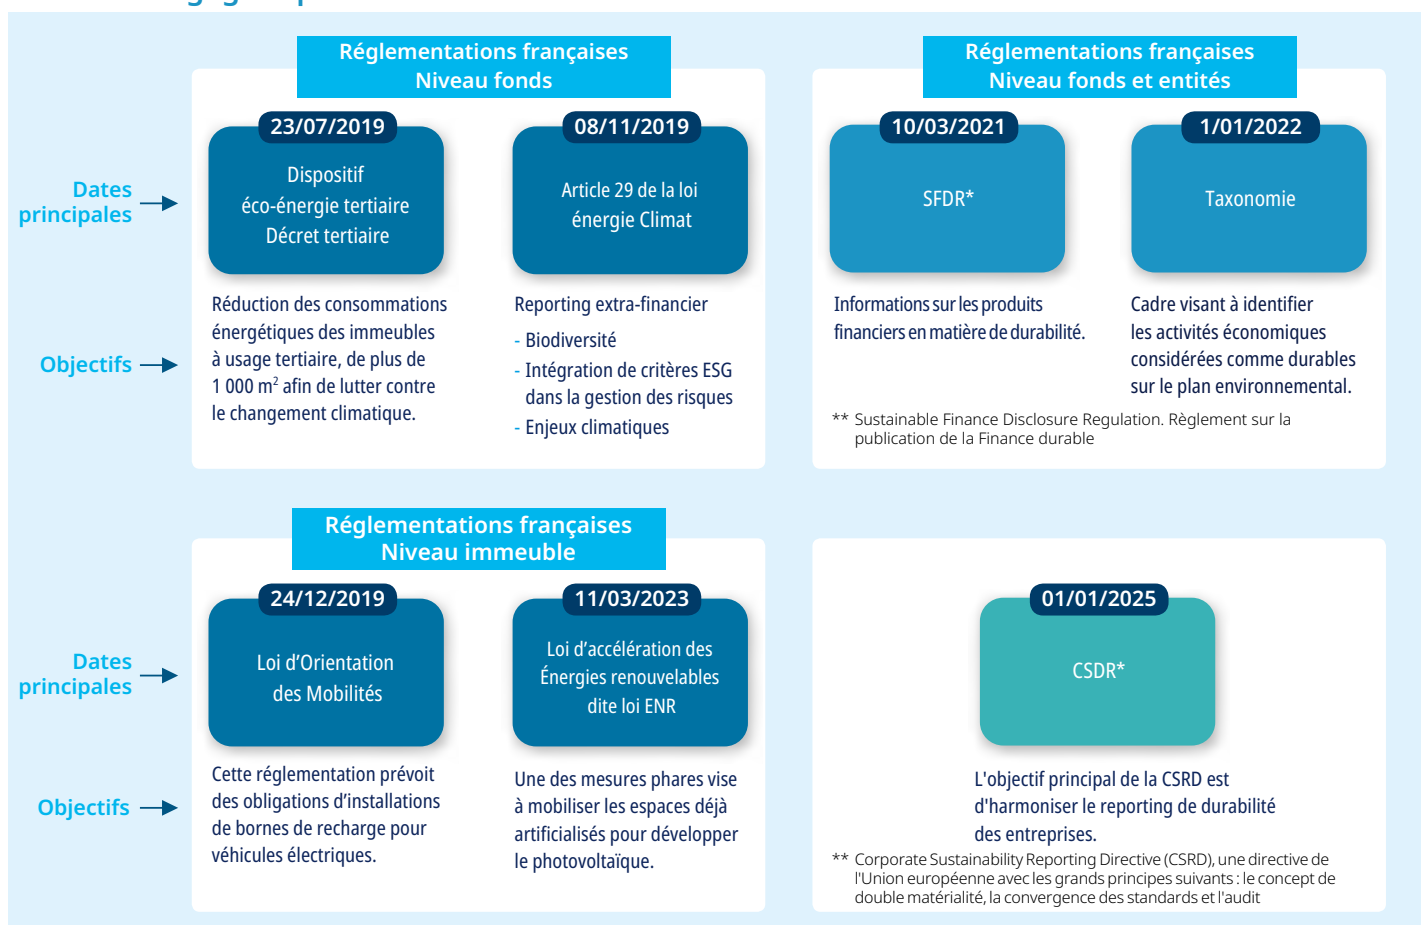 Réglementations françaises
Niveau fonds
Réglementations françaises
Niveau fonds et entités
Dates
principales
23/07/2019
Dispositif
éco-énergie tertiaire
Décret tertiaire
08/11/2019
Article 29 de la loi
énergie Climat
10/03/2021
SFDR*
1/01/2022
Taxonomie
Objectifs
Réduction des consommations
énergétiques des immeubles
à usage tertiaire, de plus de
1 000 m² afin de lutter contre
le changement climatique.
Reporting extra-financier
- Biodiversité
- Intégration de critères ESG
dans la gestion des risques
- Enjeux climatiques
Informations sur les produits
financiers en matière de durabilité.
Cadre visant à identifier
les activités économiques
considérées comme durables
sur le plan environnemental.
** Sustainable Finance Disclosure Regulation. Règlement sur la
publication de la Finance durable
Réglementations françaises
Niveau immeuble
Dates
principales
24/12/2019
Loi d’Orientation
des Mobilités
11/03/2023
Loi d’accélération des
Énergies renouvelables
dite loi ENR
01/01/2025
CSDR*
Objectifs
Cette réglementation prévoit
des obligations d’installations
de bornes de recharge pour
véhicules électriques.
Une des mesures phares vise
à mobiliser les espaces déjà
artificialisés pour développer
le photovoltaïque.
L'objectif principal de la CSRD est
d'harmoniser le reporting de durabilité
des entreprises.
** Corporate Sustainability Reporting Directive (CSRD), une directive de
l'Union européenne avec les grands principes suivants : le concept de
double matérialité, la convergence des standards et l'audit